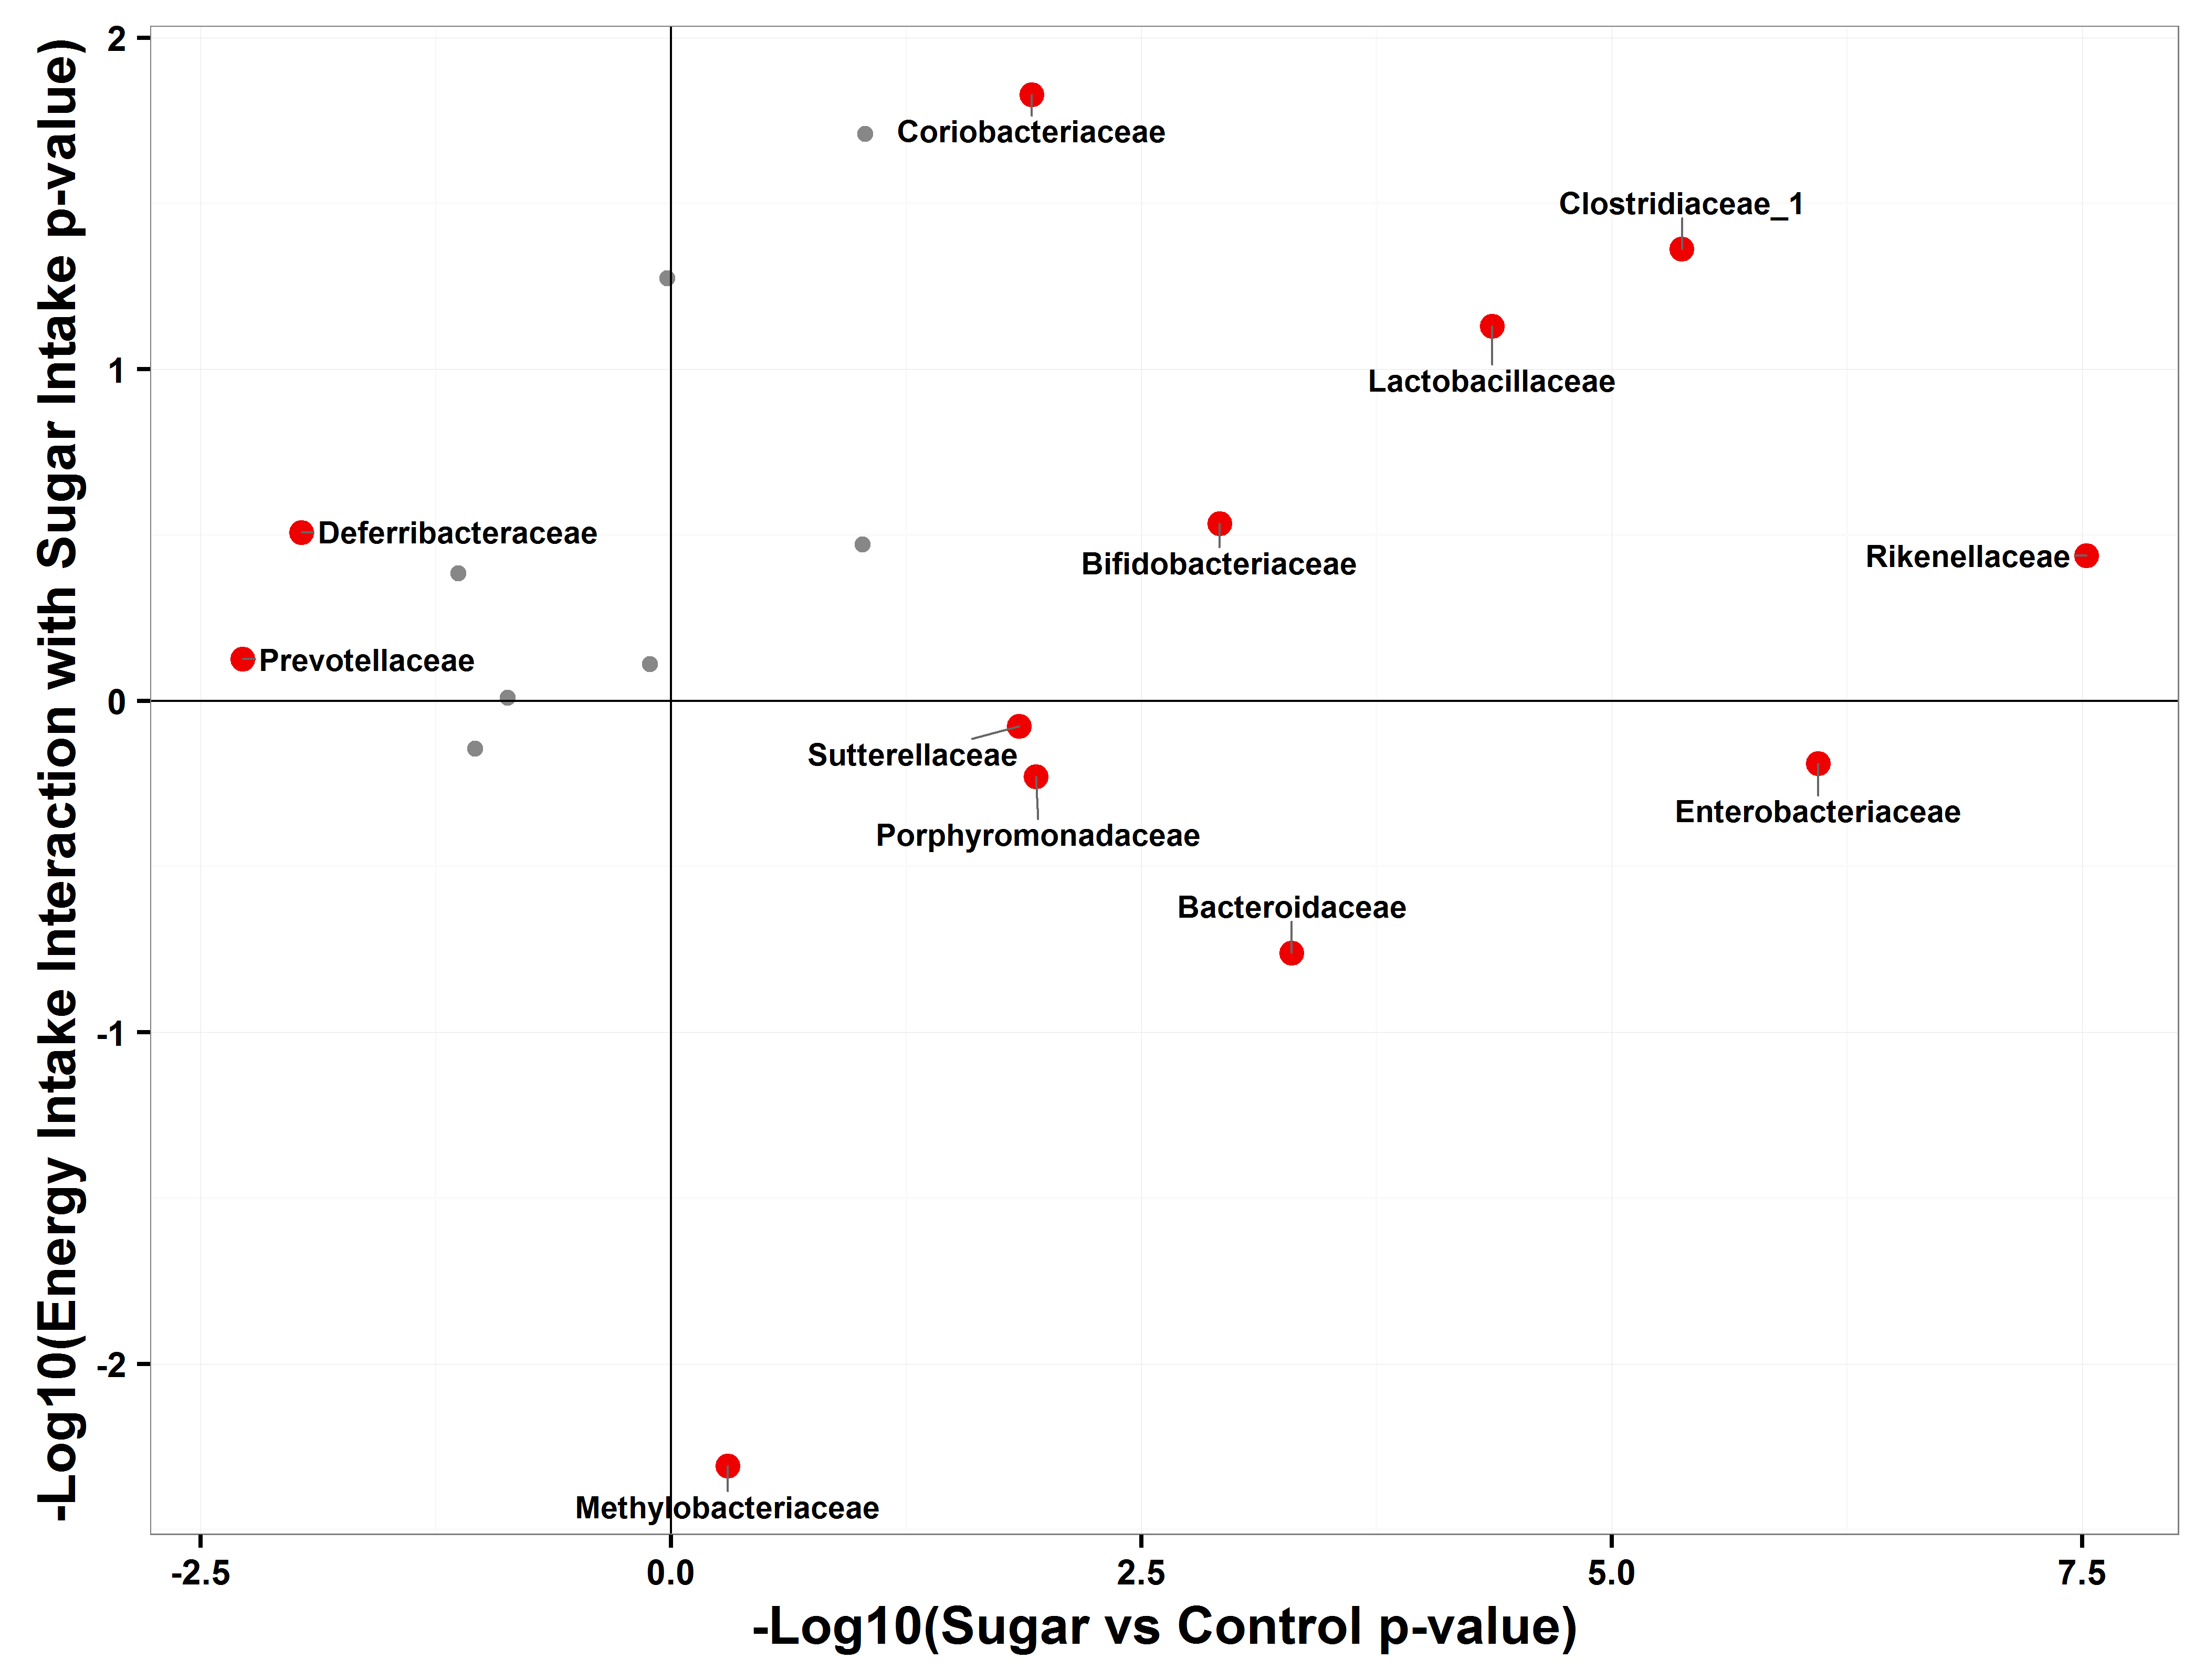 -Log10(Energy Intake Interaction with Sugar Intake p-value)
2
1
0
-1
-2
Coriobacteriaceae
Clostridiaceae_1
Lactobacillaceae
Deferribacteraceae
Bifidobacteriaceae
Rikenellaceae
Prevotellaceae
Sutterellaceae
Porphyromonadaceae
Enterobacteriaceae
Bacteroidaceae
Methylobacteriaceae
-2.5 0.0 2.5 5.0 7.5
-Log10(Sugar vs Control p-value)